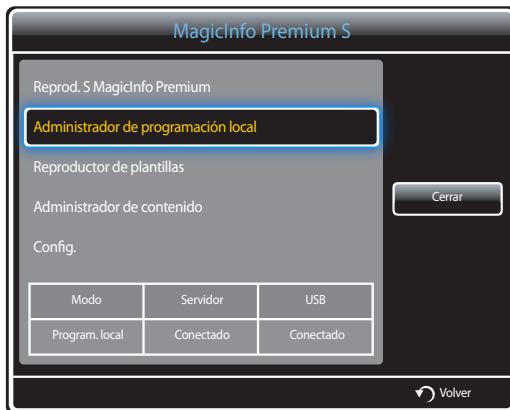 MagicInfo Premium S
Reprod. S MagicInfo Premium
Administrador de programación local
Reproductor de plantillas
Administrador de contenido
Config.
Cerrar
Modo Servidor USB
Program. local Conectado Conectado
Volver